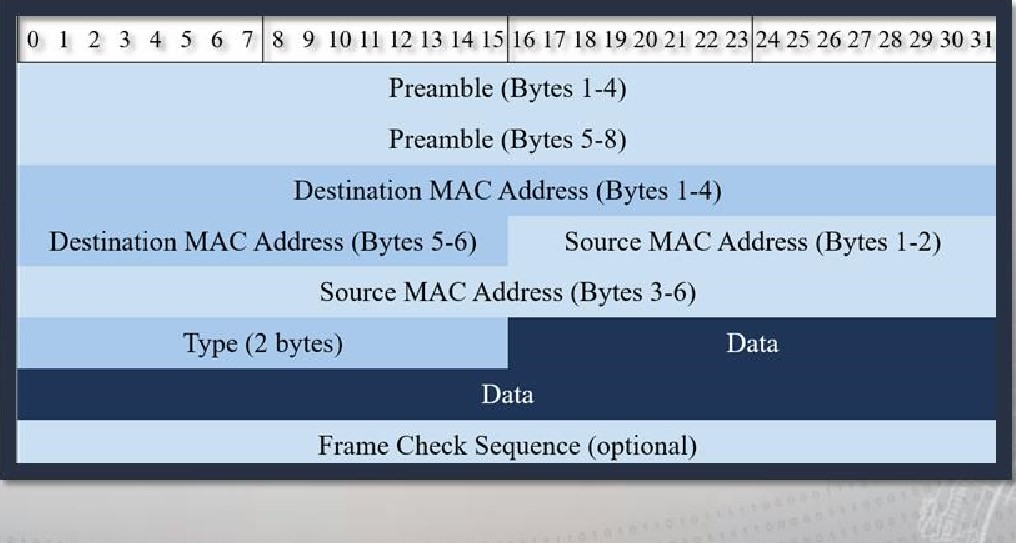 0 1 2 3 4 5 6 7 8 9 10 11 12 13 14 15 16 17 18 19 20 21 22 23 24 25 26 27 28 29 30 31
Preamble (Bytes 1-4)
Preamble (Bytes 5-8)
Destination MAC Address (Bytes 1-4)
Destination MAC Address (Bytes 5-6) Source MAC Address (Bytes 1-2)
Source MAC Address (Bytes 3-6)
Type (2 bytes) Data
Data
Frame Check Sequence (optional)